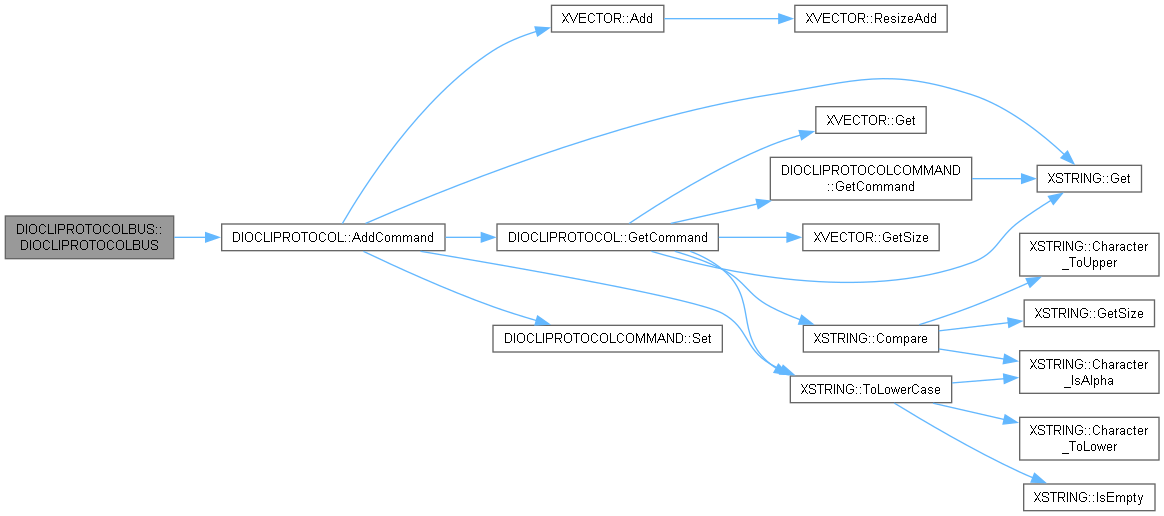 XVECTOR::Add
XVECTOR::ResizeAdd
XVECTOR::Get
DIOCLIPROTOCOLCOMMAND
::GetCommand
XSTRING::Get
DIOCLIPROTOCOLBUS::
DIOCLIPROTOCOLBUS
DIOCLIPROTOCOL::AddCommand
DIOCLIPROTOCOL::GetCommand
XVECTOR::GetSize
XSTRING::Character
_ToUpper
XSTRING::GetSize
DIOCLIPROTOCOLCOMMAND::Set
XSTRING::Compare
XSTRING::Character
_IsAlpha
XSTRING::ToLowerCase
XSTRING::Character
_ToLower
XSTRING::IsEmpty